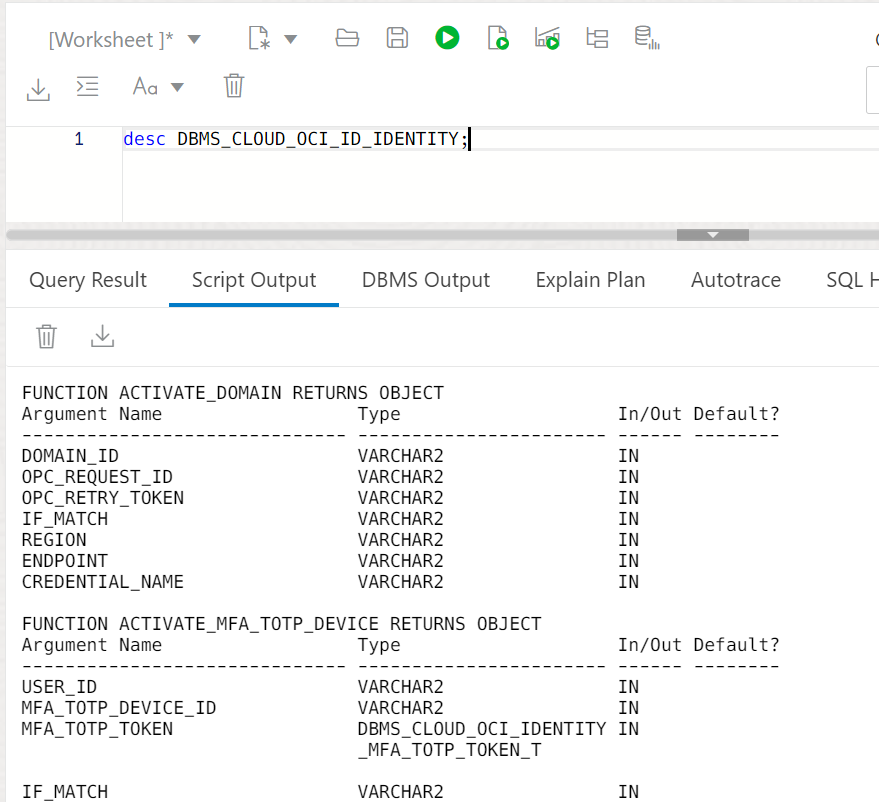 [Worksheet ]*
Aa
1 desc DBMS_CLOUD_OCI_ID_IDENTITY;
Query Result Script Output DBMS Output Explain Plan Autotrace SQL H
FUNCTION ACTIVATE_DOMAIN RETURNS OBJECT
Argument Name Type In/Out Default?
------------------------------ ----------------------- ------ --------
DOMAIN_ID VARCHAR2 IN
OPC_REQUEST_ID VARCHAR2 IN
OPC_RETRY_TOKEN VARCHAR2 IN
IF_MATCH VARCHAR2 IN
REGION VARCHAR2 IN
ENDPOINT VARCHAR2 IN
CREDENTIAL_NAME VARCHAR2 IN
FUNCTION ACTIVATE_MFA_TOTP_DEVICE RETURNS OBJECT
Argument Name Type In/Out Default?
------------------------------ ----------------------- ------ --------
USER_ID VARCHAR2 IN
MFA_TOTP_DEVICE_ID VARCHAR2 IN
MFA_TOTP_TOKEN DBMS_CLOUD_OCI_IDENTITY IN
_MFA_TOTP_TOKEN_T
IF_MATCH VARCHAR2 IN